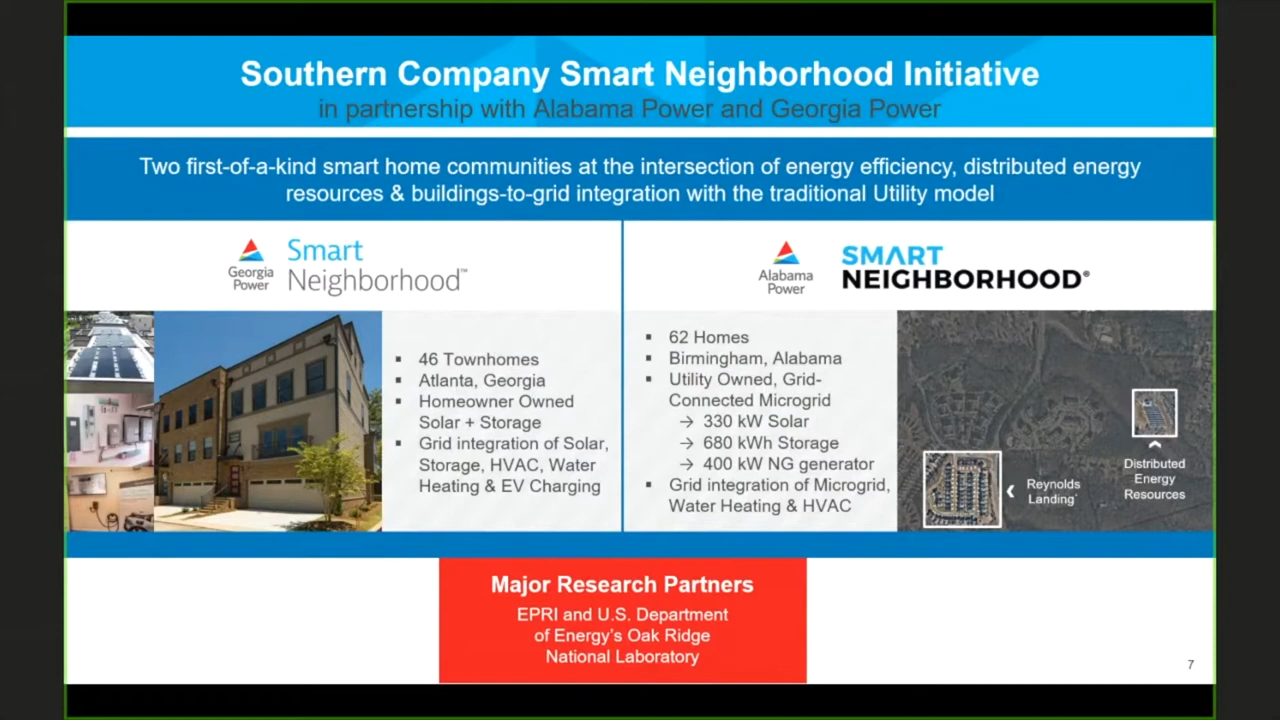 Southern Company Smart Neighborhood Initiative
in partnership with Alabama Power and Georgia Power
Two first-of-a-kind smart home communities at the intersection of energy efficiency, distributed energy
resources & buildings-to-grid integration with the traditional Utility model
Georgia
Power
Smart
Neighborhood™
▪ 46 Townhomes
▪ Atlanta, Georgia
▪ Homeowner Owned
Solar + Storage
▪ Grid integration of Solar,
Storage, HVAC, Water
Heating & EV Charging
Alabama
Power
SMART
NEIGHBORHOOD®
▪ 62 Homes
▪ Birmingham, Alabama
▪ Utility Owned, Grid-
Connected Microgrid
→ 330 kW Solar
→ 680 kWh Storage
→ 400 kW NG generator
▪ Grid integration of Microgrid,
Water Heating & HVAC
Reynolds
Landing
Distributed
Energy
Resources
Major Research Partners
EPRI and U.S. Department
of Energy's Oak Ridge
National Laboratory
7